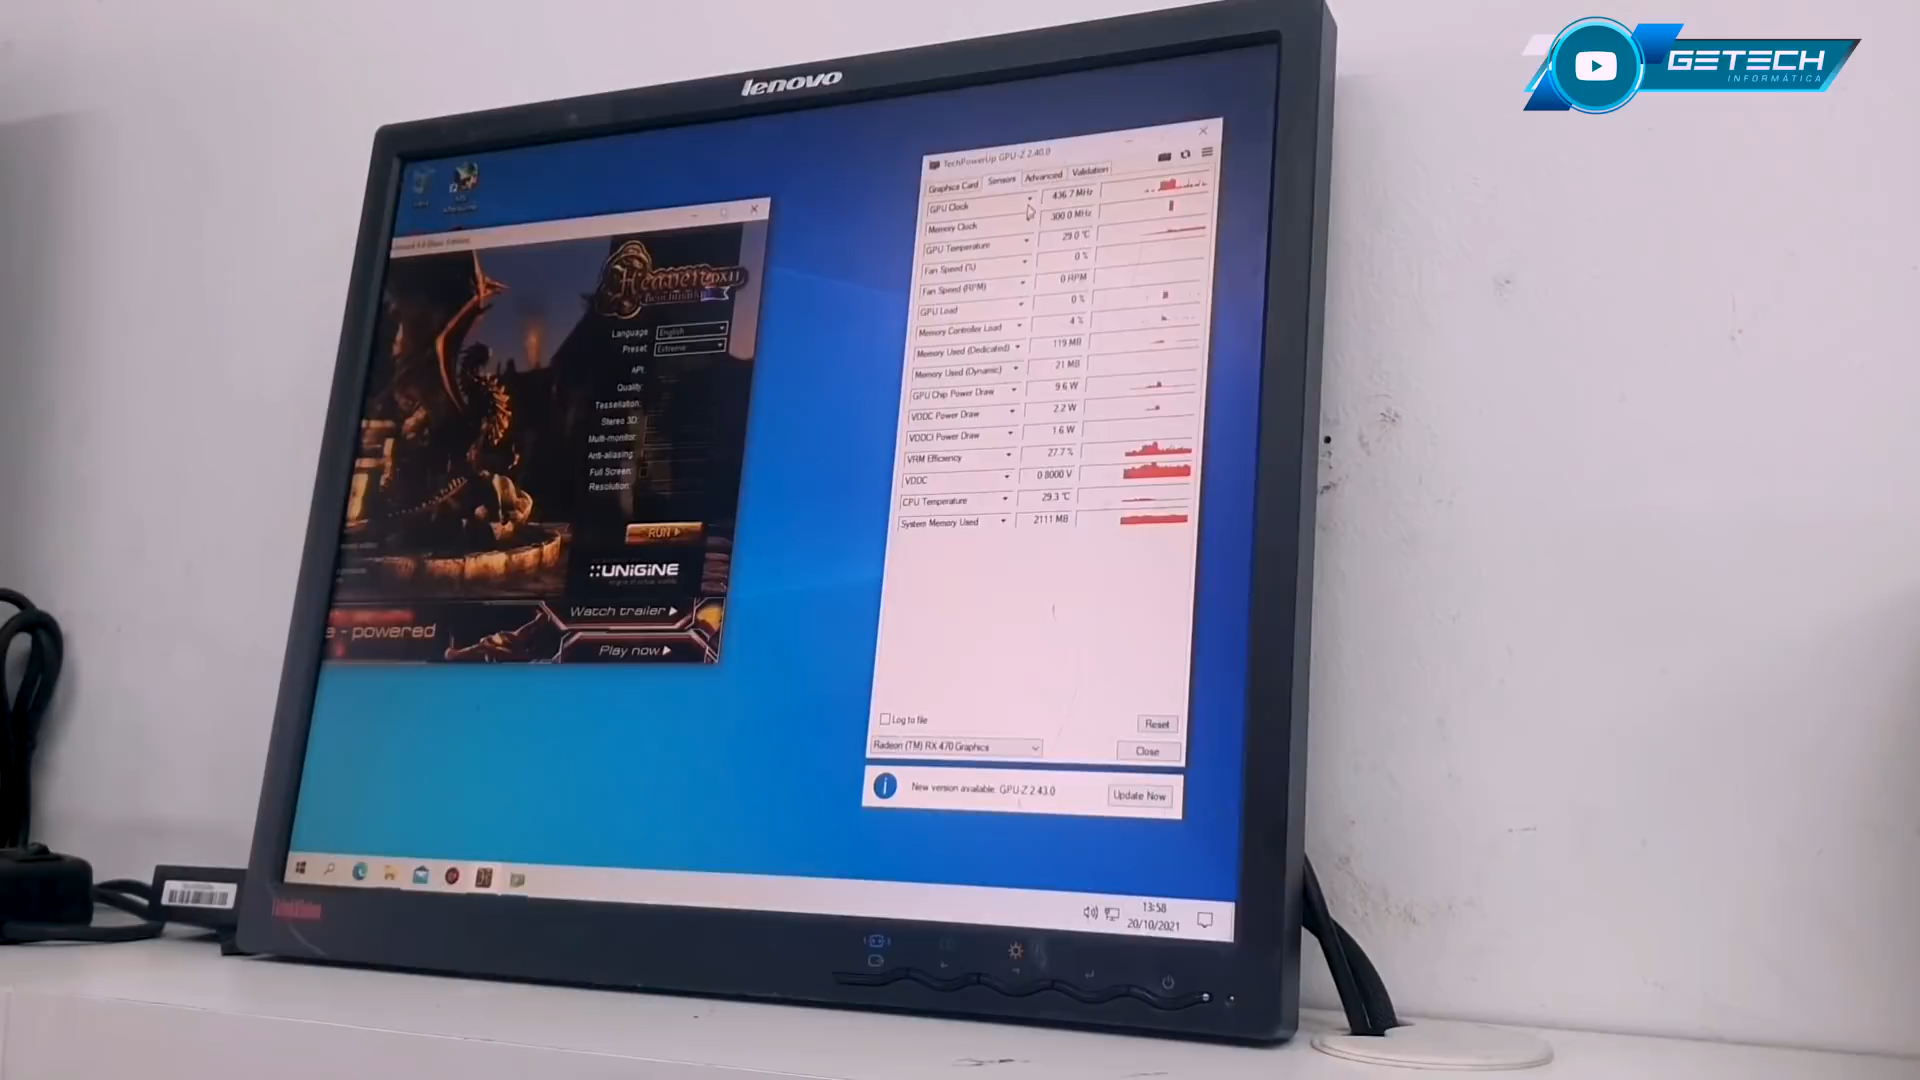 GETECH
INFORMÁTICA
lenovo
TechPowerUp GPU-Z 2.40.0
Graphics Card Sensors Advanced Validation
GPU Clock 436.7 MHz
Memory Clock 300.0 MHz
GPU Temperature 29.0 °C
Fan Speed (%) 0 %
Fan Speed (RPM) 0 RPM
GPU Load 0 %
Memory Controller Load 4 %
Memory Used (Dedicated) 119 MB
Memory Used (Dynamic) 21 MB
GPU Chip Power Draw 9.6 W
VDDC Power Draw 2.2 W
VDDCI Power Draw 1.6 W
VRM Efficiency 27.7 %
VDDC 0.8000 V
CPU Temperature 29.3 °C
System Memory Used 2111 MB
Log to file
Reset
Radeon (TM) RX 470 Graphics
Close
New version available: GPU-Z 2.43.0
Update Now
Heaven DX11
Benchmark
Language: English
Preset: Extreme
API:
Quality:
Tessellation:
Stereo 3D:
Multi-monitor:
Anti-aliasing:
Full Screen:
Resolution:
RUN
UNiGiNE
Watch trailer
e - powered
Play now
13:58
20/10/2021
ThinkVision